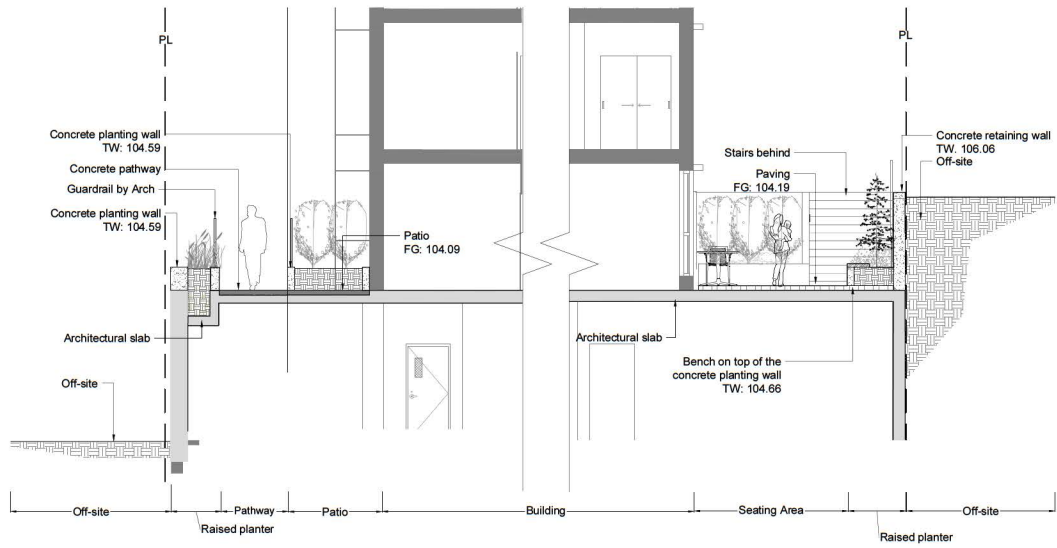 PL
PL
Concrete planting wall
TW: 104.59
Concrete pathway
Guardrail by Arch
Concrete planting wall
TW: 104.59
Patio
FG: 104.09
Architectural slab
Off-site
Concrete retaining wall
TW. 106.06
Off-site
Stairs behind
Paving
FG: 104.19
Architectural slab
Bench on top of the
concrete planting wall
TW: 104.66
Off-site
Raised planter
Pathway
Patio
Building
Seating Area
Raised planter
Off-site